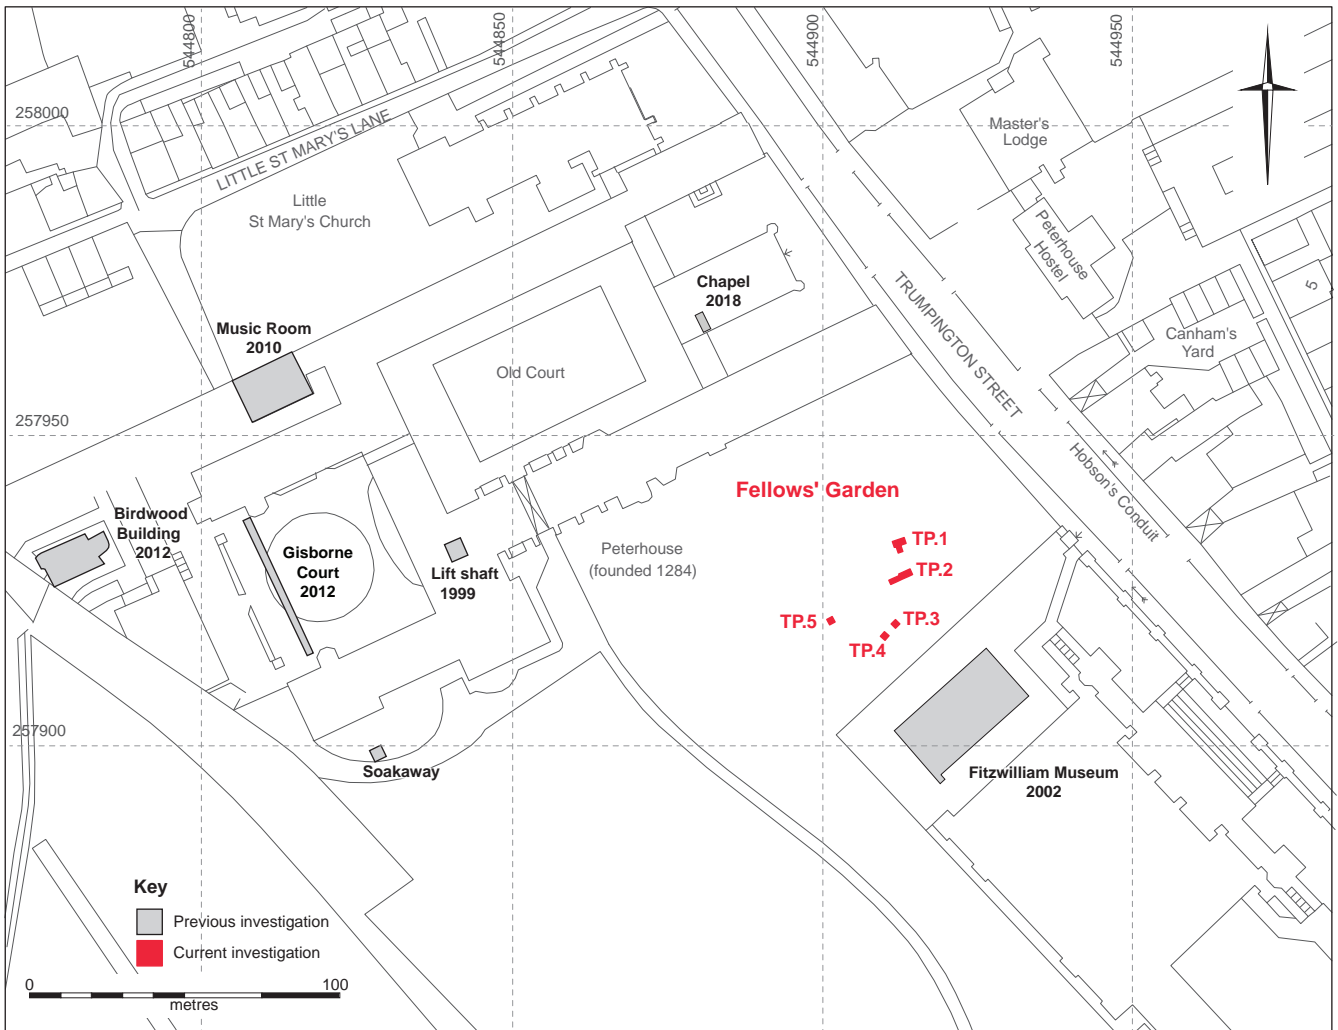 544800
544850
544900
544950
258000
LITTLE ST MARY'S LANE
Master's
Lodge
Little
St Mary's Church
Peterhouse
Hostel
Chapel
2018
TRUMPINGTON STREET
5
Music Room
2010
Canham's
Yard
Old Court
257950
Hobson's Conduit
Fellows' Garden
Birdwood
Building
2012
Gisborne
Court
2012
Lift shaft
1999
Peterhouse
(founded 1284)
TP.1
TP.2
TP.3
TP.5
TP.4
257900
Soakaway
Fitzwilliam Museum
2002
Key
Previous investigation
Current investigation
0
100
metres